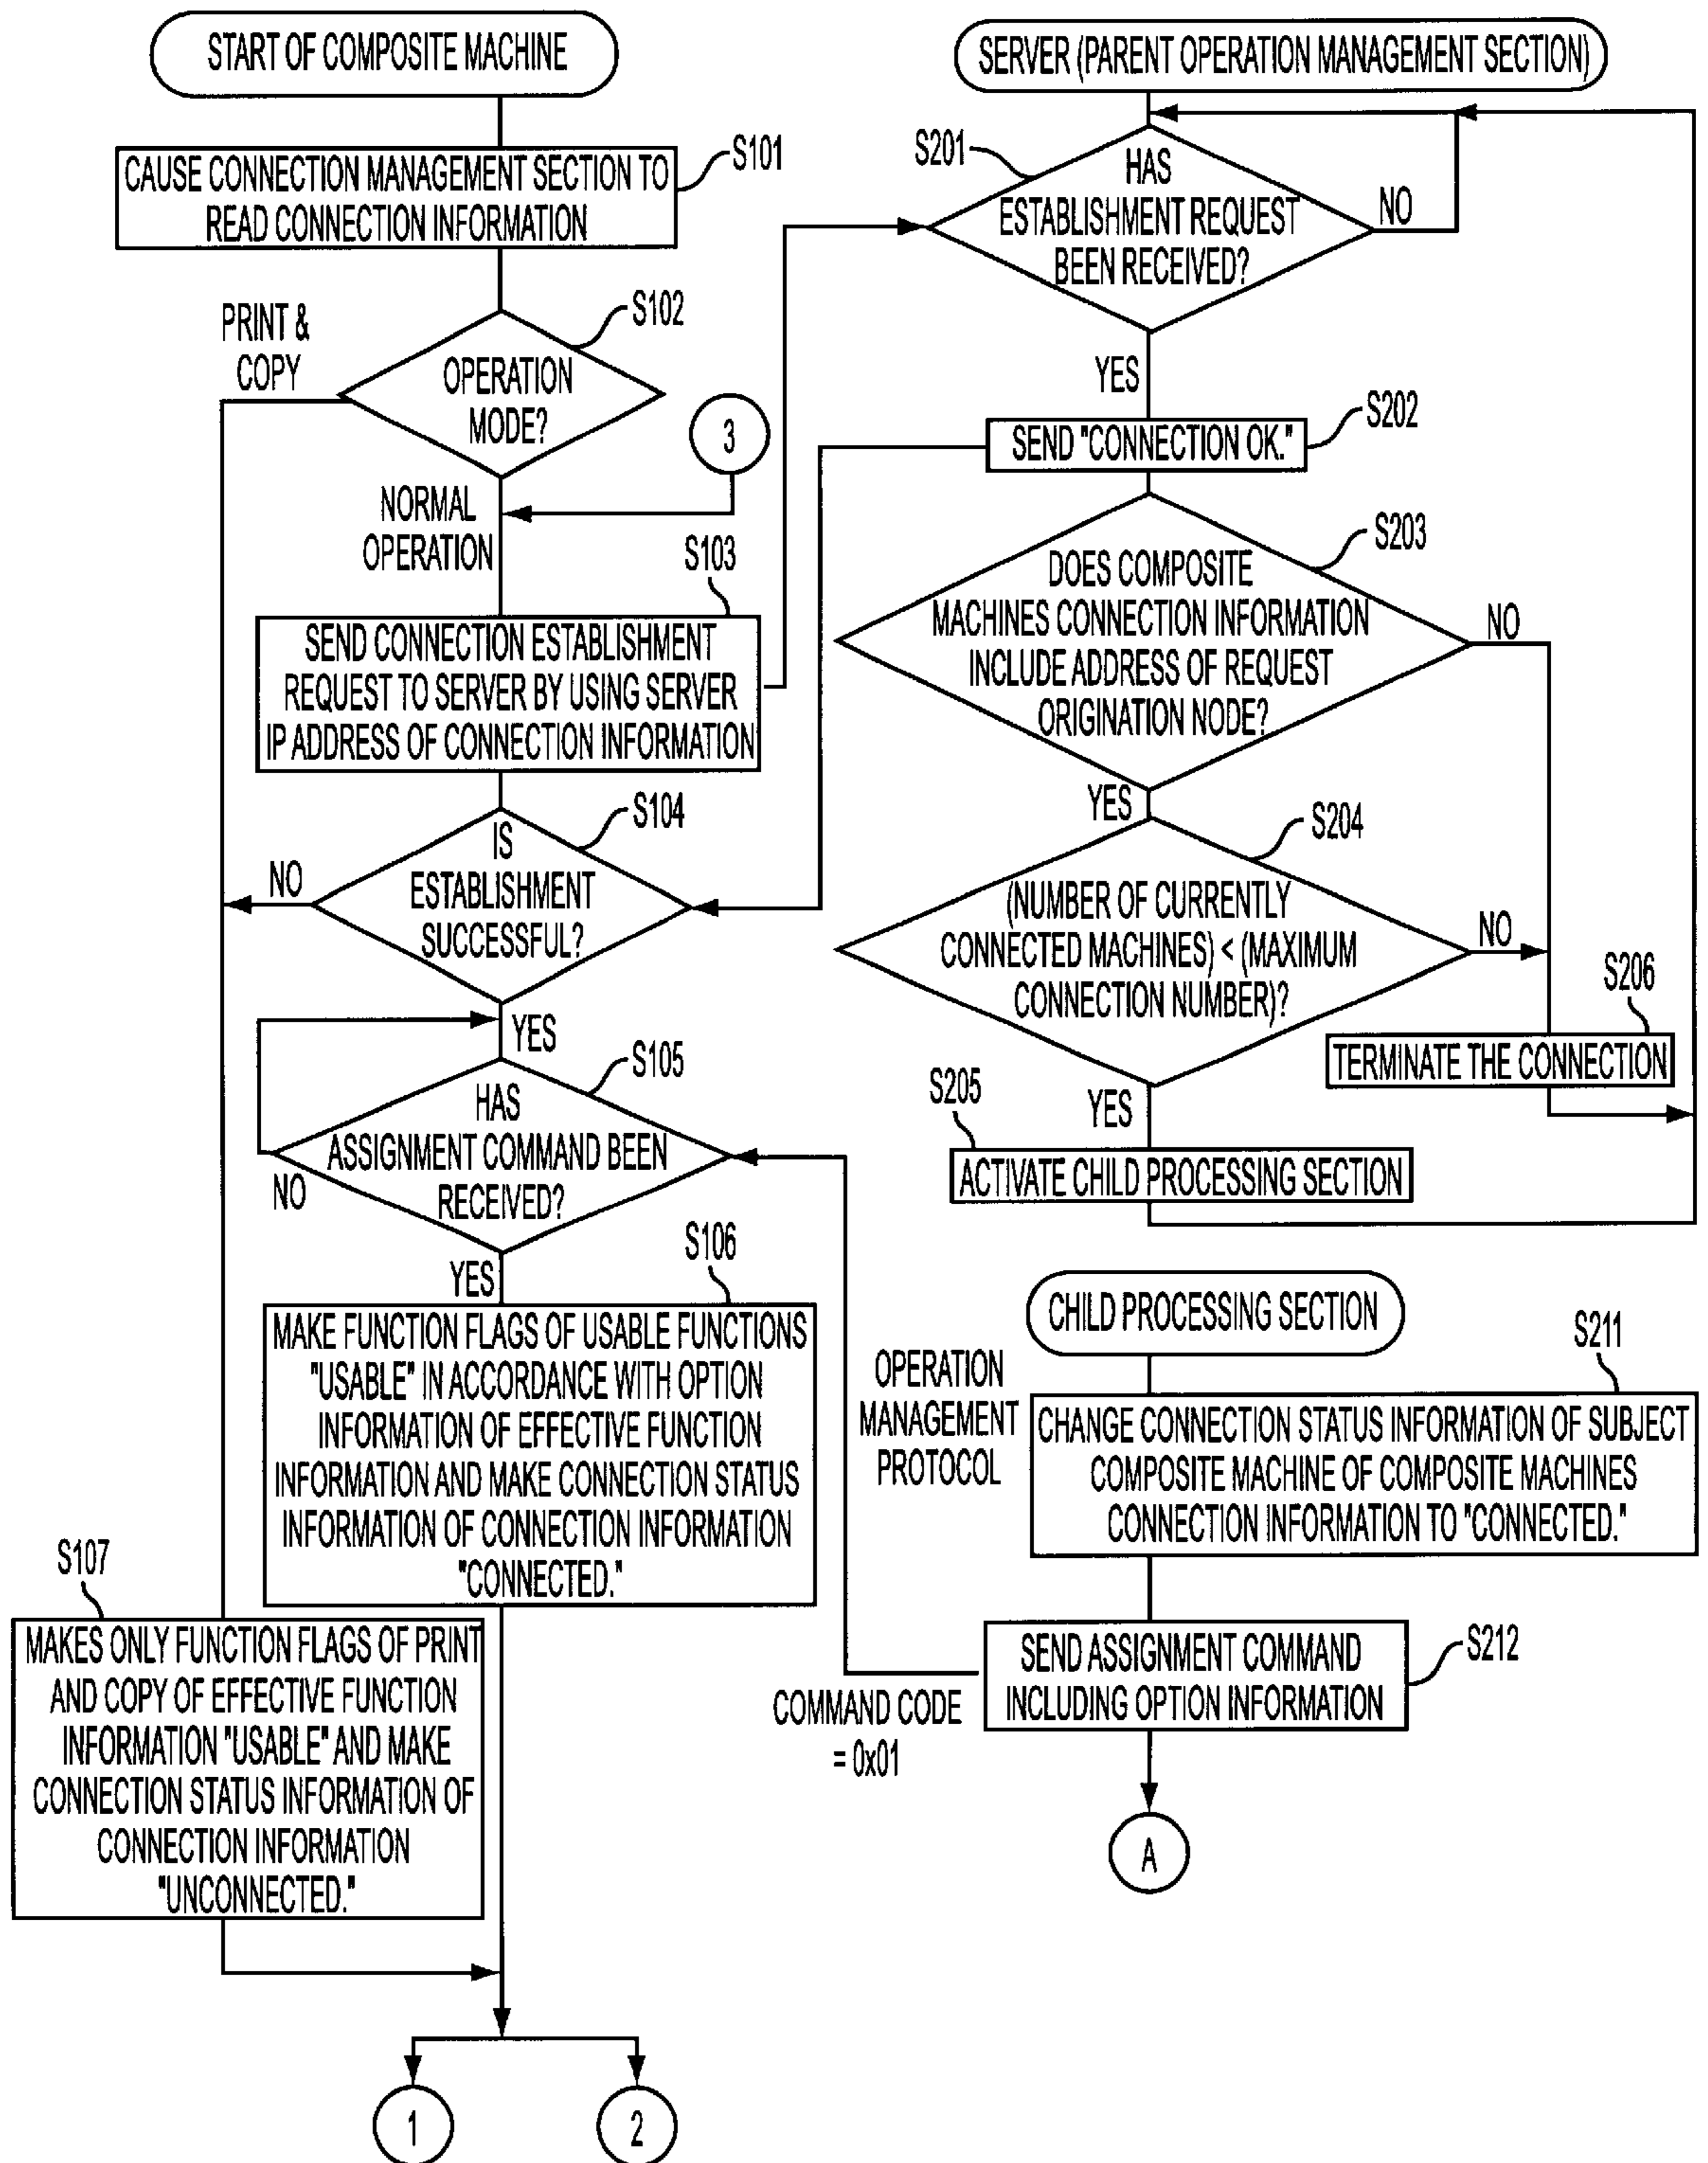 START OF COMPOSITE MACHINE
S101
CAUSE CONNECTION MANAGEMENT SECTION TO
READ CONNECTION INFORMATION
S102
PRINT &
COPY
OPERATION
MODE?
3
NORMAL
OPERATION
S103
SEND CONNECTION ESTABLISHMENT
REQUEST TO SERVER BY USING SERVER
IP ADDRESS OF CONNECTION INFORMATION
S104
IS
ESTABLISHMENT
SUCCESSFUL?
NO
YES
S105
HAS
ASSIGNMENT COMMAND BEEN
RECEIVED?
NO
YES
S106
MAKE FUNCTION FLAGS OF USABLE FUNCTIONS
"USABLE" IN ACCORDANCE WITH OPTION
INFORMATION OF EFFECTIVE FUNCTION
INFORMATION AND MAKE CONNECTION STATUS
INFORMATION OF CONNECTION INFORMATION
"CONNECTED."
S107
MAKES ONLY FUNCTION FLAGS OF PRINT
AND COPY OF EFFECTIVE FUNCTION
INFORMATION "USABLE" AND MAKE
CONNECTION STATUS INFORMATION OF
CONNECTION INFORMATION
"UNCONNECTED."
1
2
SERVER (PARENT OPERATION MANAGEMENT SECTION)
S201
HAS
ESTABLISHMENT REQUEST
BEEN RECEIVED?
NO
YES
S202
SEND "CONNECTION OK."
S203
DOES COMPOSITE
MACHINES CONNECTION INFORMATION
INCLUDE ADDRESS OF REQUEST
ORIGINATION NODE?
NO
YES
S204
(NUMBER OF CURRENTLY
CONNECTED MACHINES) < (MAXIMUM
CONNECTION NUMBER)?
NO
S206
TERMINATE THE CONNECTION
S205
YES
ACTIVATE CHILD PROCESSING SECTION
CHILD PROCESSING SECTION
S211
OPERATION
MANAGEMENT
PROTOCOL
CHANGE CONNECTION STATUS INFORMATION OF SUBJECT
COMPOSITE MACHINE OF COMPOSITE MACHINES
CONNECTION INFORMATION TO "CONNECTED."
S212
SEND ASSIGNMENT COMMAND
INCLUDING OPTION INFORMATION
COMMAND CODE
= 0x01
A